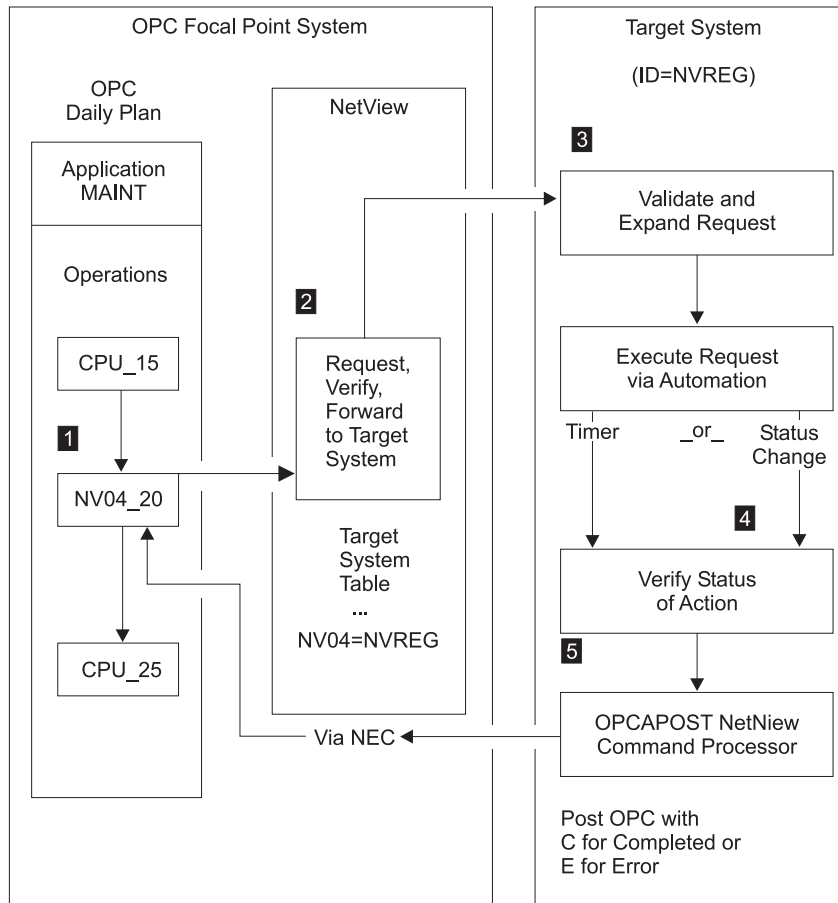 OPC Focal Point System
OPC
Daily Plan
Application
MAINT
Operations
CPU_15
1
NV04_20
CPU_25
NetView
2
Request,
Verify,
Forward
to Target
System
Target
System
Table
...
NV04=NVREG
Via NEC
Target System
(ID=NVREG)
3
Validate and
Expand Request
Execute Request
via Automation
Timer
_or_
Status
Change
4
Verify Status
of Action
5
OPCAPOST NetNiew
Command Processor
Post OPC with
C for Completed or
E for Error